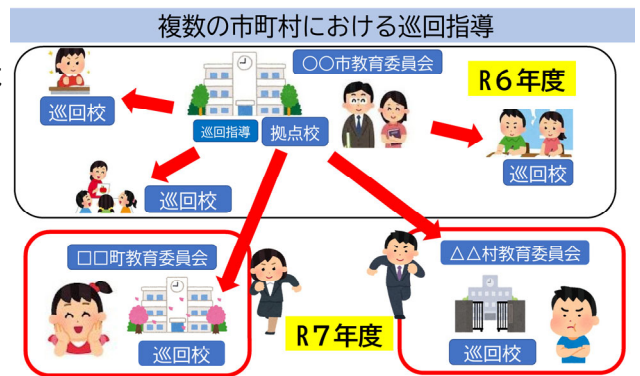 複数の市町村における巡回指導
○○市教育委員会
R6年度
巡回校
巡回指導
拠点校
巡回校
巡回校
□□町教育委員会
△△村教育委員会
R7年度
巡回校
巡回校